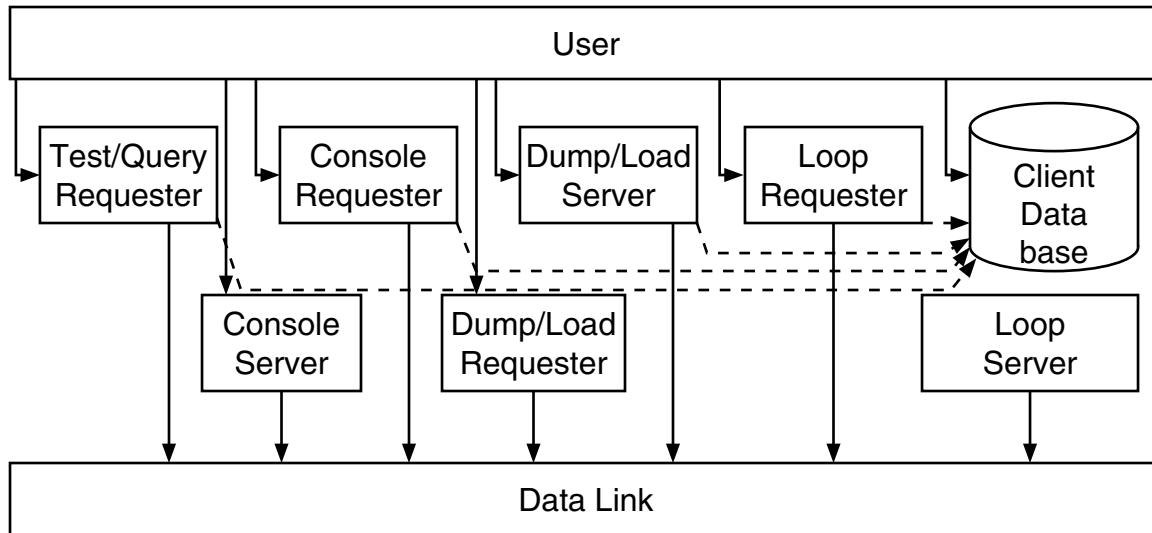 User
Test/Query
Requester
Console
Requester
Dump/Load
Server
Loop
Requester
Client
Data
base
Console
Server
Dump/Load
Requester
Loop
Server
Data Link